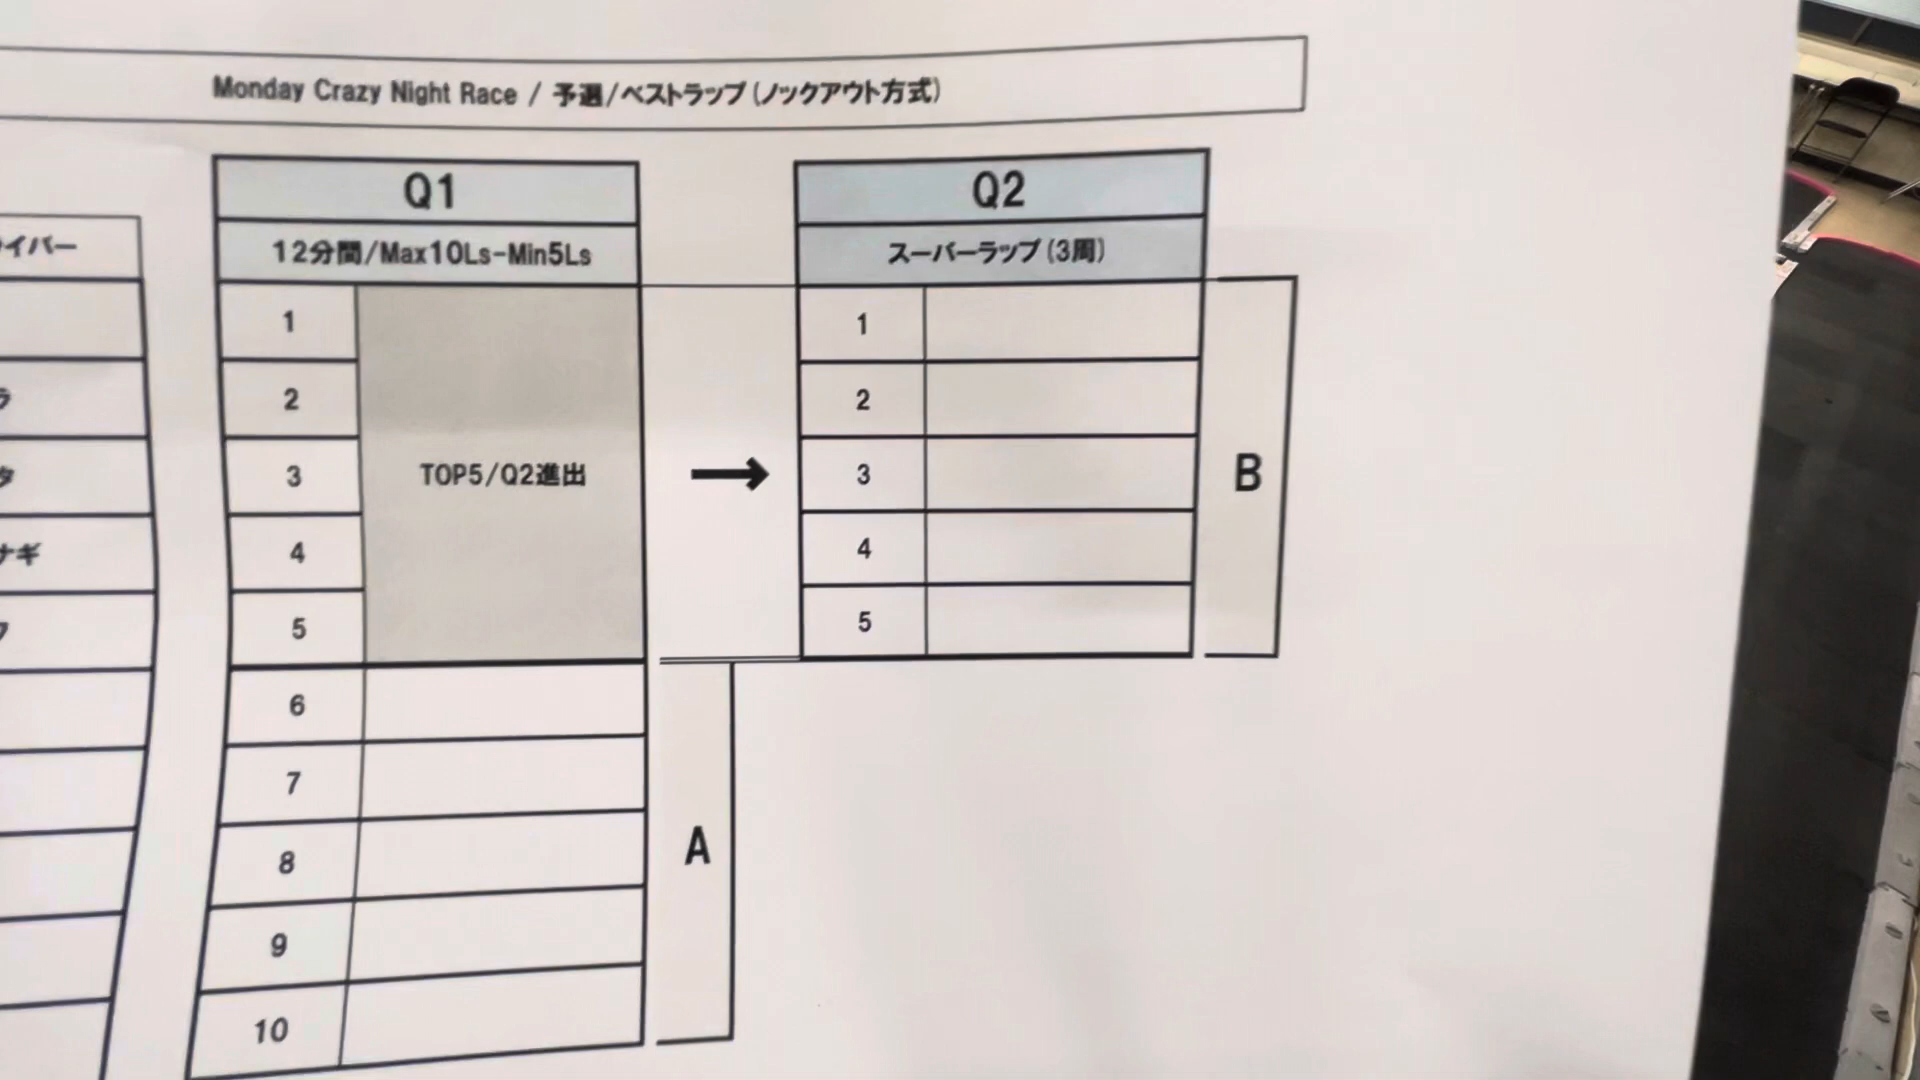 Monday Crazy Night Race / 予選/ベストラップ(ノックアウト方式)
イバー
ラ
タ
ナギ
Q1
12分間/Max10Ls-Min5Ls
1
2
3
4
5
TOP5/Q2進出
6
7
8
9
10
A
Q2
スーパーラップ(3周)
1
2
3
4
5
B